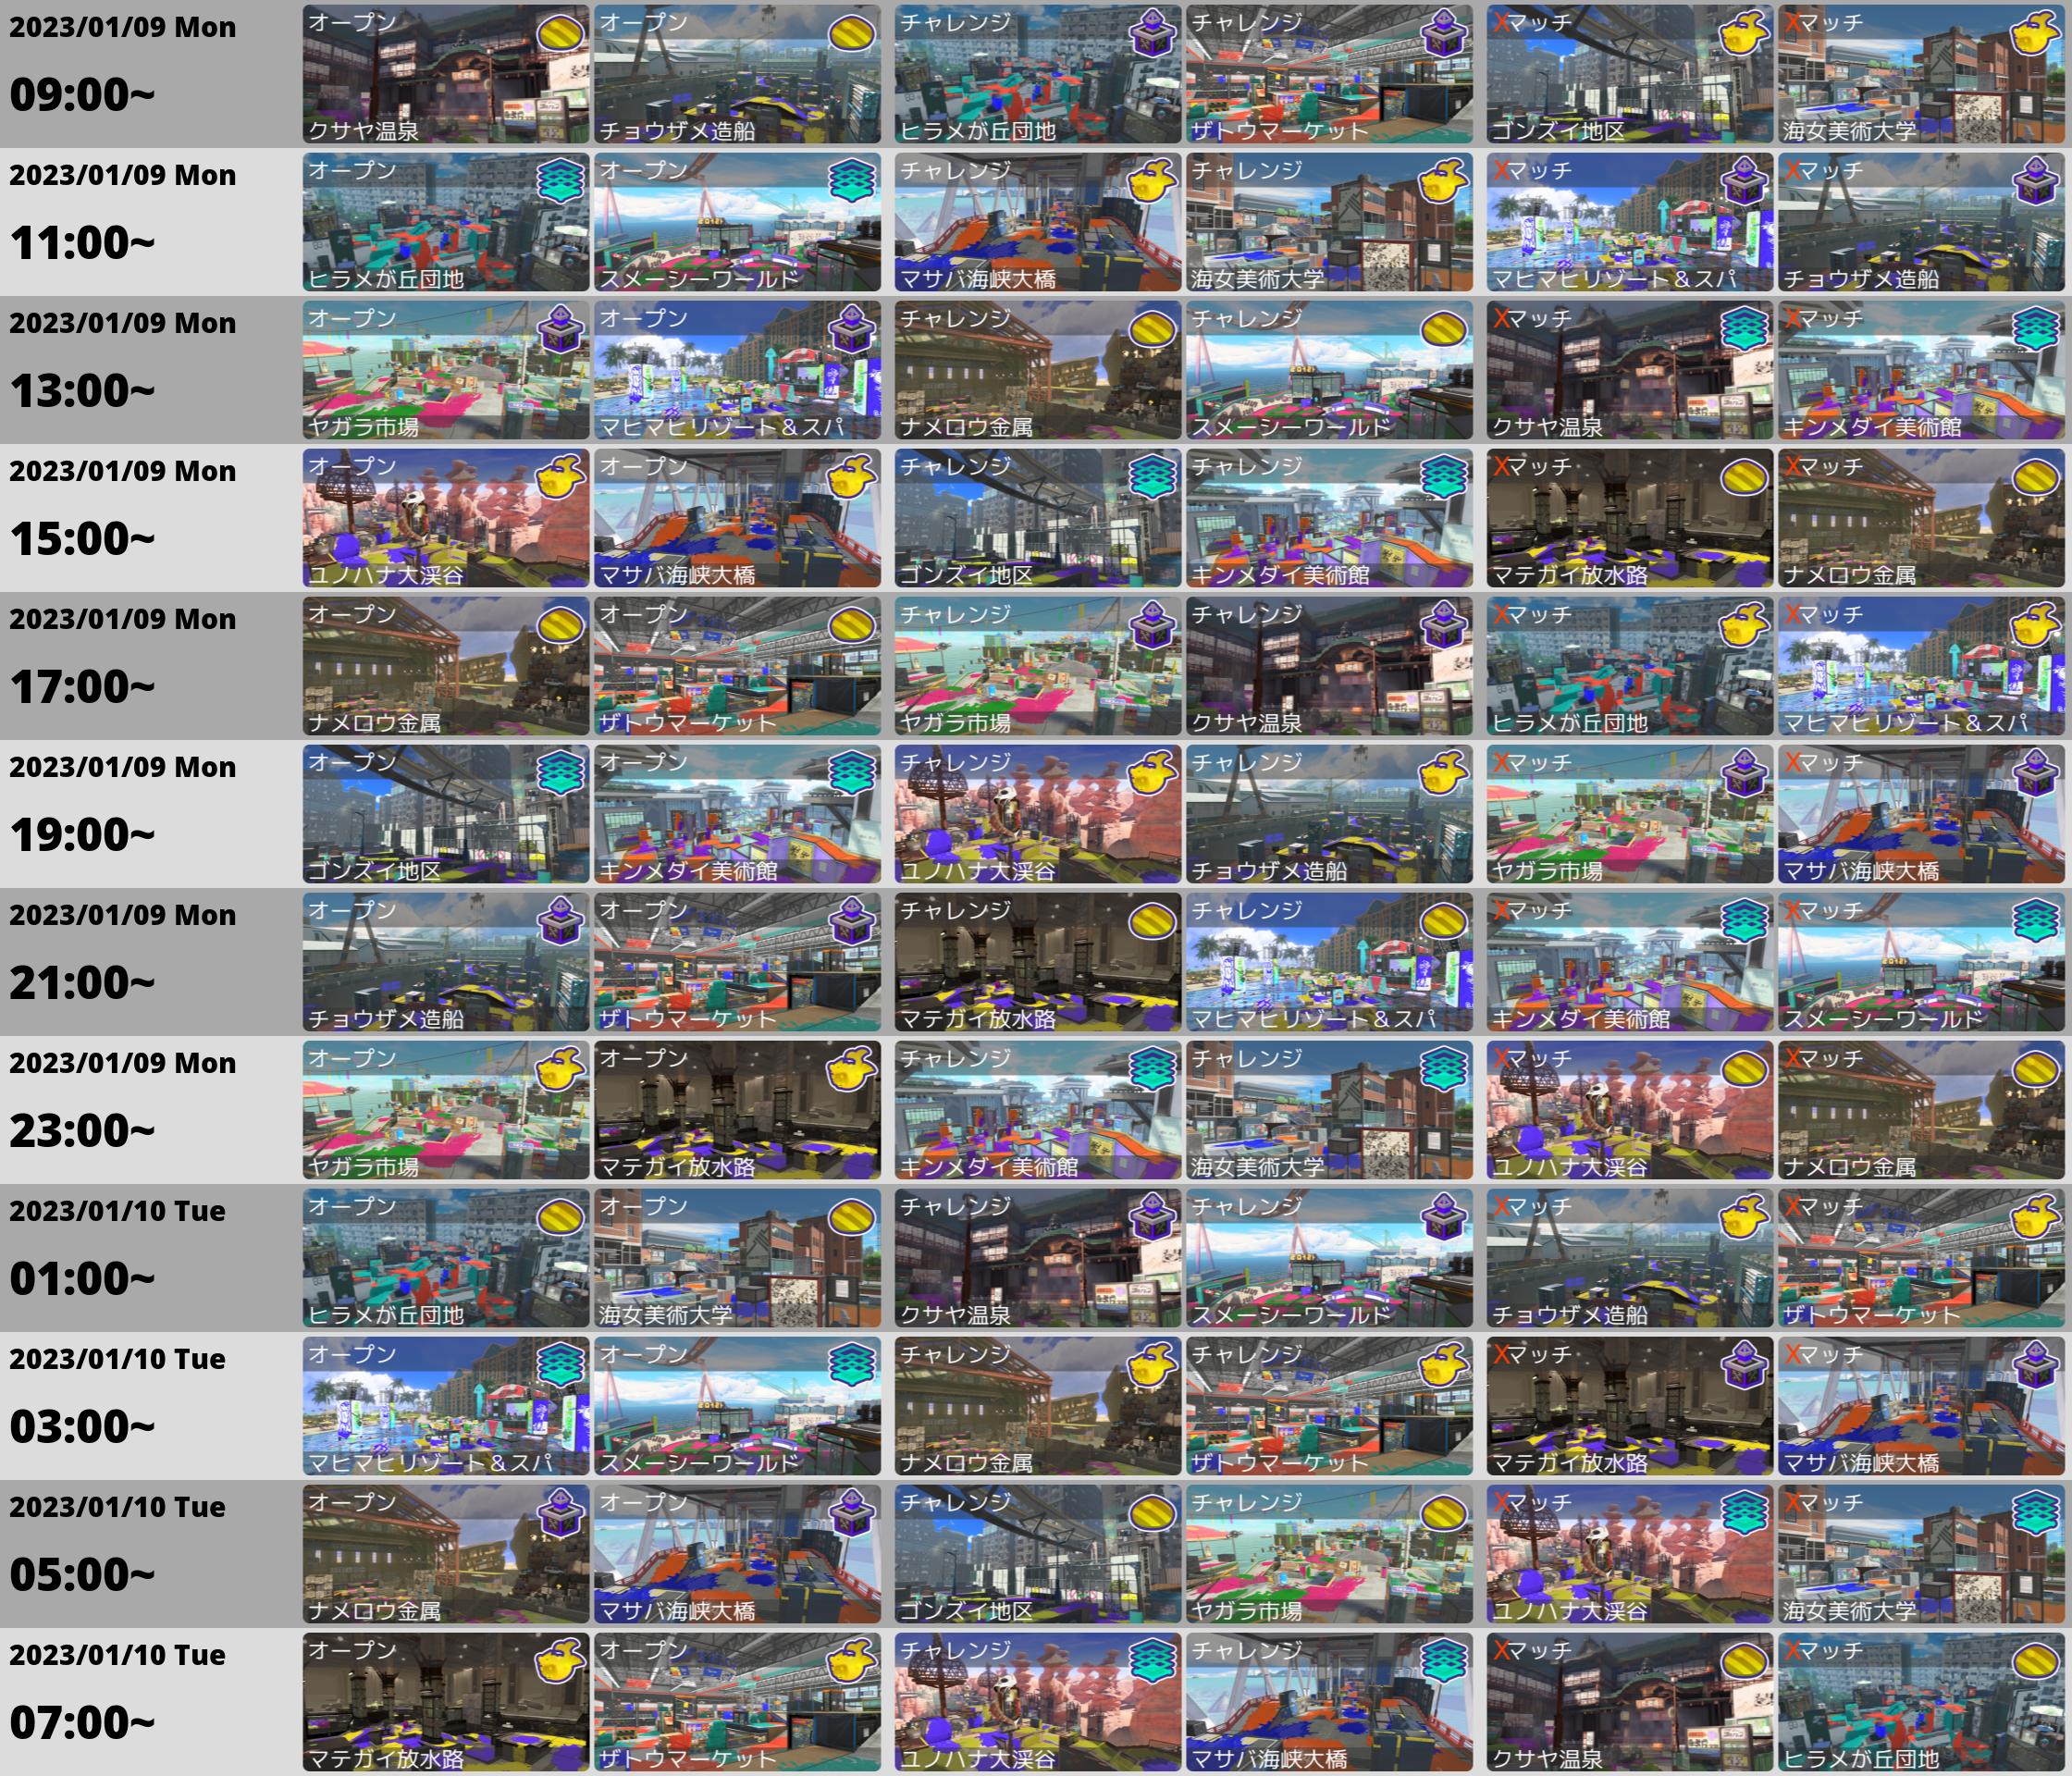 2023/01/09 Mon
09:00~
オープン オープン チャレンジ チャレンジ Xマッチ Xマッチ
クサヤ温泉 チョウザメ造船 ヒラメが丘団地 ザトウマーケット ゴンズイ地区 海女美術大学
2023/01/09 Mon
11:00~
オープン オープン チャレンジ チャレンジ Xマッチ Xマッチ
ヒラメが丘団地 スメーシーワールド マサバ海峡大橋 海女美術大学 マヒマヒリゾート&スパ チョウザメ造船
2023/01/09 Mon
13:00~
オープン オープン チャレンジ チャレンジ Xマッチ Xマッチ
ヤガラ市場 マヒマヒリゾート&スパ ナメロウ金属 スメーシーワールド クサヤ温泉 キンメダイ美術館
2023/01/09 Mon
15:00~
オープン オープン チャレンジ チャレンジ Xマッチ Xマッチ
ユノハナ大渓谷 マサバ海峡大橋 ゴンズイ地区 キンメダイ美術館 マテガイ放水路 ナメロウ金属
2023/01/09 Mon
17:00~
オープン オープン チャレンジ チャレンジ Xマッチ Xマッチ
ナメロウ金属 ザトウマーケット ヤガラ市場 クサヤ温泉 ヒラメが丘団地 マヒマヒリゾート&スパ
2023/01/09 Mon
19:00~
オープン オープン チャレンジ チャレンジ Xマッチ Xマッチ
ゴンズイ地区 キンメダイ美術館 ユノハナ大渓谷 チョウザメ造船 ヤガラ市場 マサバ海峡大橋
2023/01/09 Mon
21:00~
オープン オープン チャレンジ チャレンジ Xマッチ Xマッチ
チョウザメ造船 ザトウマーケット マテガイ放水路 マヒマヒリゾート&スパ キンメダイ美術館 スメーシーワールド
2023/01/09 Mon
23:00~
オープン オープン チャレンジ チャレンジ Xマッチ Xマッチ
ヤガラ市場 マテガイ放水路 キンメダイ美術館 海女美術大学 ユノハナ大渓谷 ナメロウ金属
2023/01/10 Tue
01:00~
オープン オープン チャレンジ チャレンジ Xマッチ Xマッチ
ヒラメが丘団地 海女美術大学 クサヤ温泉 スメーシーワールド チョウザメ造船 ザトウマーケット
2023/01/10 Tue
03:00~
オープン オープン チャレンジ チャレンジ Xマッチ Xマッチ
マヒマヒリゾート&スパ スメーシーワールド ナメロウ金属 ザトウマーケット マテガイ放水路 マサバ海峡大橋
2023/01/10 Tue
05:00~
オープン オープン チャレンジ チャレンジ Xマッチ Xマッチ
ナメロウ金属 マサバ海峡大橋 ゴンズイ地区 ヤガラ市場 ユノハナ大渓谷 海女美術大学
2023/01/10 Tue
07:00~
オープン オープン チャレンジ チャレンジ Xマッチ Xマッチ
マテガイ放水路 ザトウマーケット ユノハナ大渓谷 マサバ海峡大橋 クサヤ温泉 ヒラメが丘団地